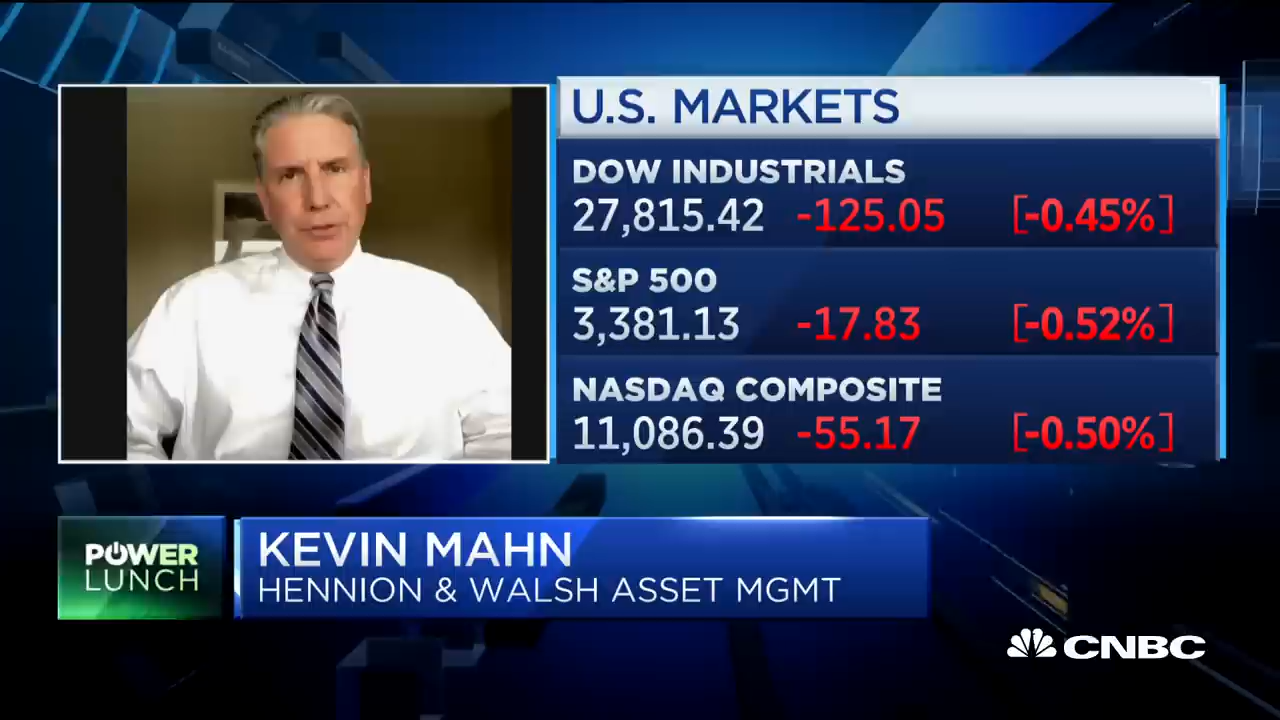 U.S. MARKETS
DOW INDUSTRIALS
27,815.42 -125.05 [-0.45%]
S&P 500
3,381.13 -17.83 [-0.52%]
NASDAQ COMPOSITE
11,086.39 -55.17 [-0.50%]
POWER
LUNCH
KEVIN MAHN
HENNION & WALSH ASSET MGMT
CNBC